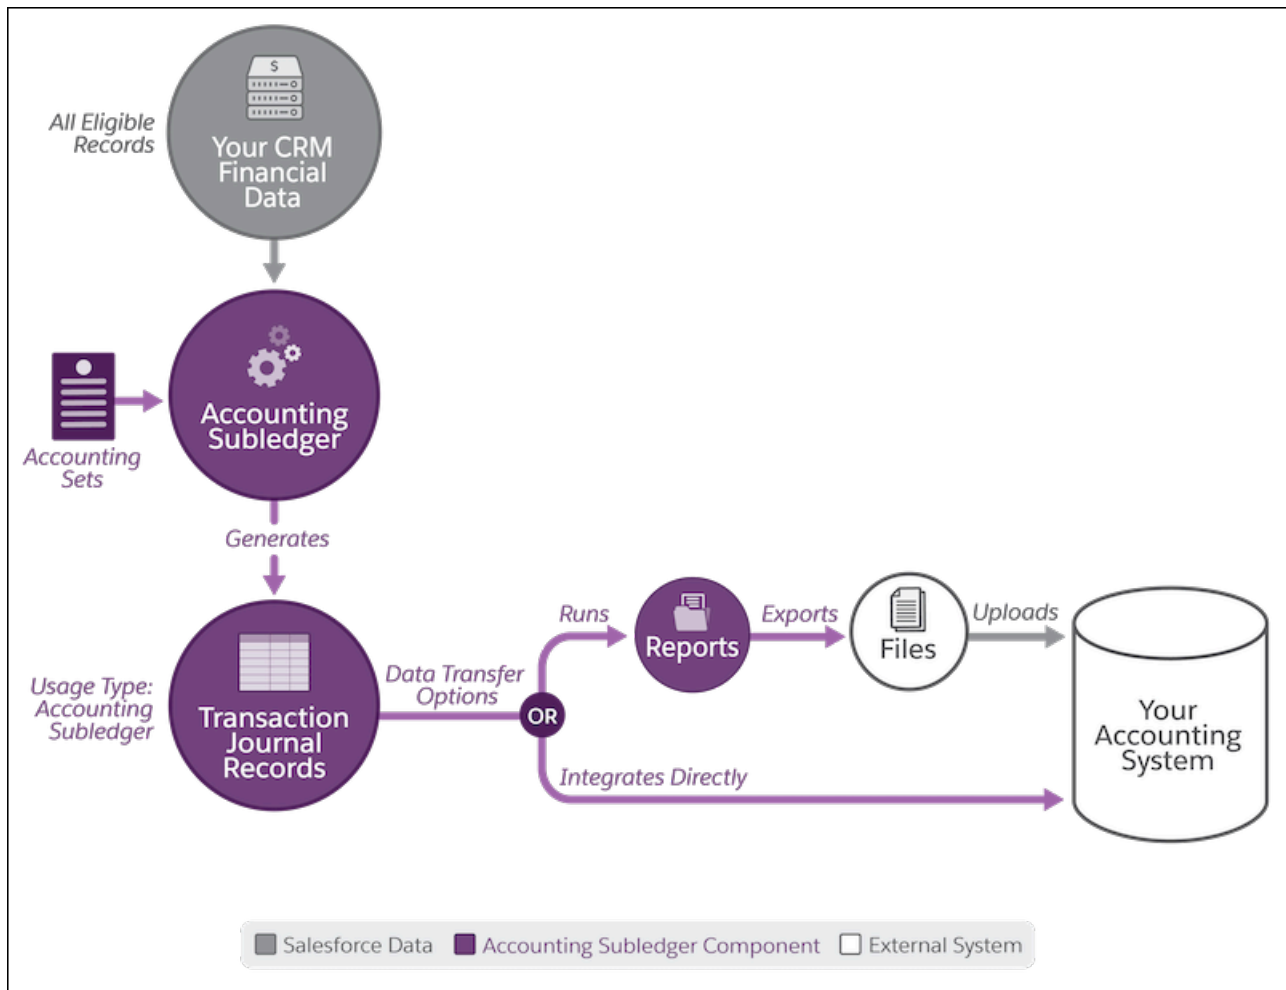 $
Your CRM
Financial
Data
All Eligible
Records
Accounting
Subledger
Accounting
Sets
Generates
Transaction
Journal
Records
Usage Type:
Accounting
Subledger
Data Transfer
Options
OR
Runs
Reports
Exports
Files
Uploads
Integrates Directly
Your
Accounting
System
Salesforce Data
Accounting Subledger Component
External System